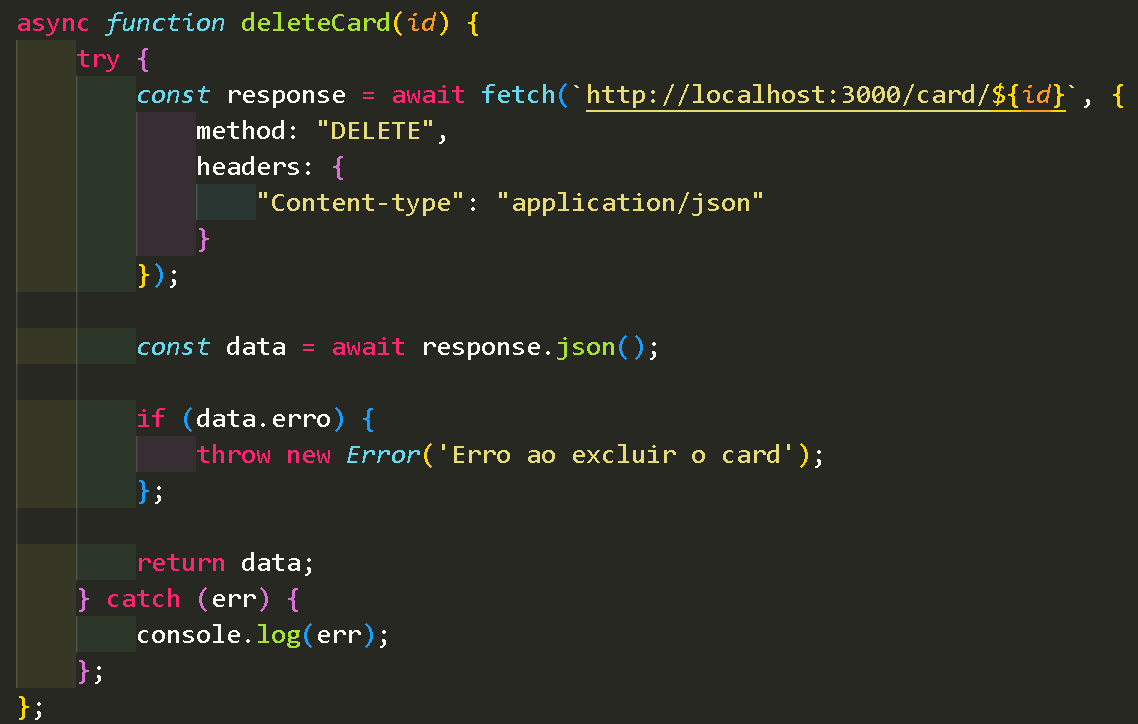 async function deleteCard(id) {
    try {
        const response = await fetch(`http://localhost:3000/card/${id}`, {
            method: "DELETE",
            headers: {
                "Content-type": "application/json"
            }
        });

        const data = await response.json();

        if (data.erro) {
            throw new Error('Erro ao excluir o card');
        };

        return data;
    } catch (err) {
        console.log(err);
    };
};